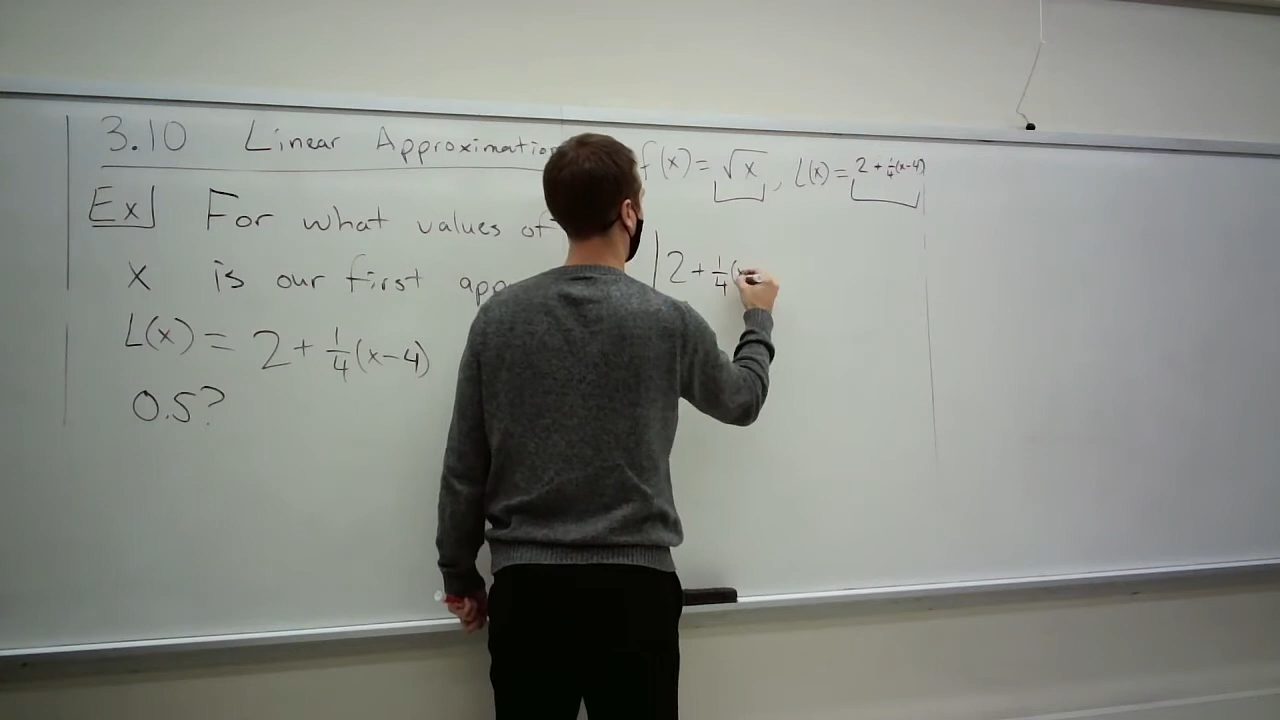 3.10 Linear Approximation
Ex For what values of
x is our first app
L(x) = 2 + 1/4(x-4)
0.5?
f(x) = √x , L(x) = 2 + 1/4(x-4)
|2 + 1/4(x